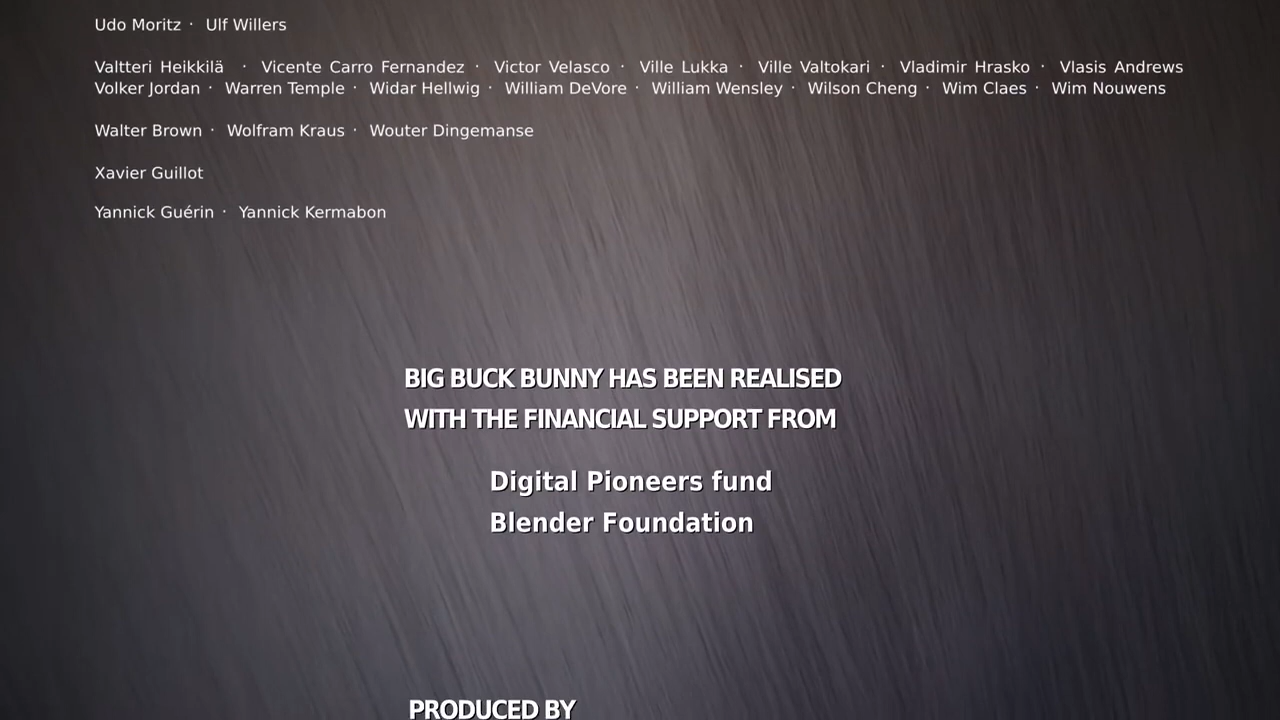 Udo Moritz · Ulf Willers
Valtteri Heikkilä · Vicente Carro Fernandez · Victor Velasco · Ville Lukka · Ville Valtokari · Vladimir Hrasko · Vlasis Andrews
Volker Jordan · Warren Temple · Widar Hellwig · William DeVore · William Wensley · Wilson Cheng · Wim Claes · Wim Nouwens
Walter Brown · Wolfram Kraus · Wouter Dingemanse
Xavier Guillot
Yannick Guérin · Yannick Kermabon
BIG BUCK BUNNY HAS BEEN REALISED
WITH THE FINANCIAL SUPPORT FROM
Digital Pioneers fund
Blender Foundation
PRODUCED BY